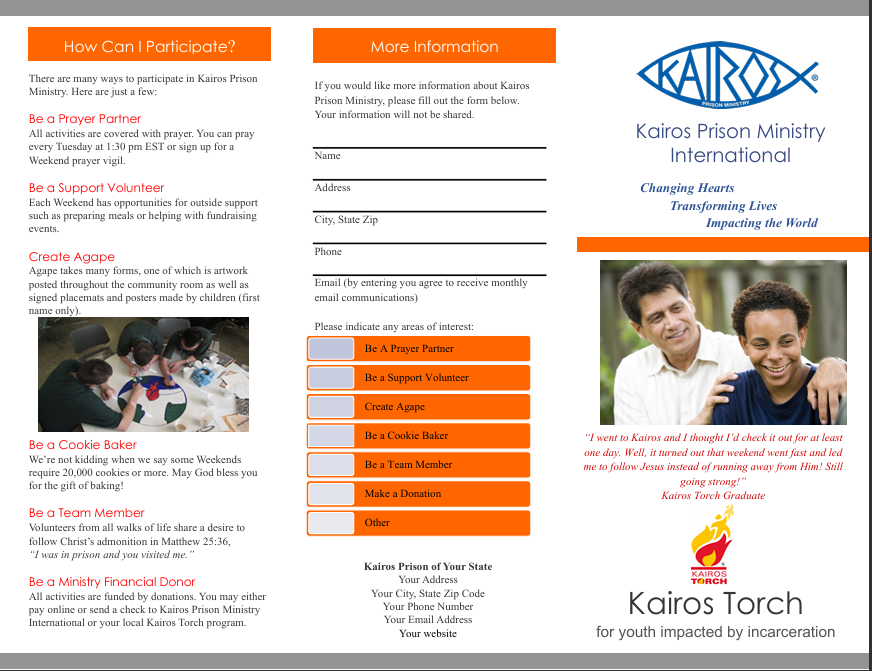 How Can I Participate?
There are many ways to participate in Kairos Prison
Ministry. Here are just a few:
Be a Prayer Partner
All activities are covered with prayer. You can pray
every Tuesday at 1:30 pm EST or sign up for a
Weekend prayer vigil.
Be a Support Volunteer
Each Weekend has opportunities for outside support
such as preparing meals or helping with fundraising
events.
Create Agape
Agape takes many forms, one of which is artwork
posted throughout the community room as well as
signed placemats and posters made by children (first
name only).
Be a Cookie Baker
We’re not kidding when we say some Weekends
require 20,000 cookies or more. May God bless you
for the gift of baking!
Be a Team Member
Volunteers from all walks of life share a desire to
follow Christ’s admonition in Matthew 25:36,
“I was in prison and you visited me.”
Be a Ministry Financial Donor
All activities are funded by donations. You may either
pay online or send a check to Kairos Prison Ministry
International or your local Kairos Torch program.
More Information
If you would like more information about Kairos
Prison Ministry, please fill out the form below.
Your information will not be shared.
Name
Address
City, State Zip
Phone
Email (by entering you agree to receive monthly
email communications)
Please indicate any areas of interest:
Be A Prayer Partner
Be a Support Volunteer
Create Agape
Be a Cookie Baker
Be a Team Member
Make a Donation
Other
Kairos Prison of Your State
Your Address
Your City, State Zip Code
Your Phone Number
Your Email Address
Your website
KAIROS
PRISON MINISTRY
®
Kairos Prison Ministry
International
Changing Hearts
Transforming Lives
Impacting the World
“I went to Kairos and I thought I’d check it out for at least
one day. Well, it turned out that weekend went fast and led
me to follow Jesus instead of running away from Him! Still
going strong!”
Kairos Torch Graduate
KAIROS
TORCH
Kairos Torch
for youth impacted by incarceration